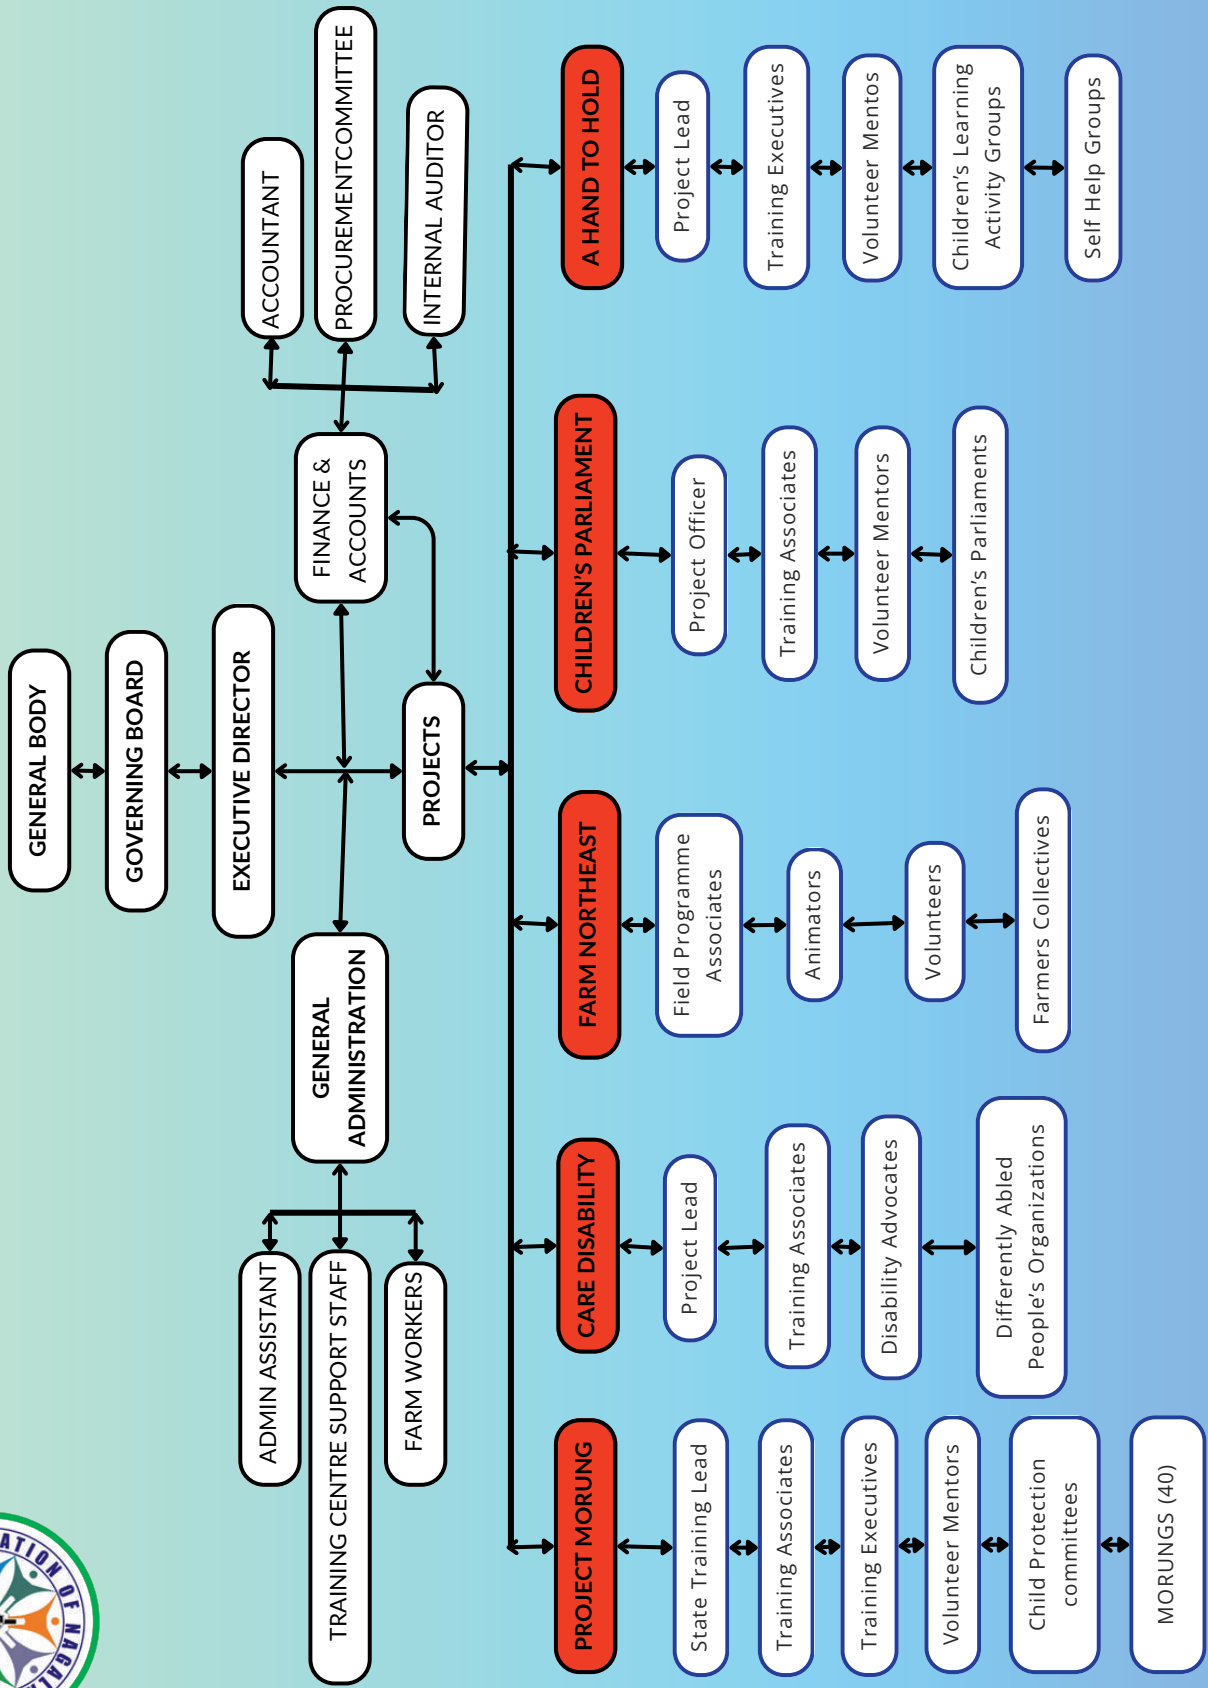 GENERAL BODY
GOVERNING BOARD
EXECUTIVE DIRECTOR
GENERAL
ADMINISTRATION
FINANCE &
ACCOUNTS
ADMIN ASSISTANT
TRAINING CENTRE SUPPORT STAFF
FARM WORKERS
ACCOUNTANT
PROCUREMENTCOMMITTEE
INTERNAL AUDITOR
PROJECTS
PROJECT MORUNG
State Training Lead
Training Associates
Training Executives
Volunteer Mentors
Child Protection
committees
MORUNGS (40)
CARE DISABILITY
Project Lead
Training Associates
Disability Advocates
Differently Abled
People's Organizations
FARM NORTHEAST
Field Programme
Associates
Animators
Volunteers
Farmers Collectives
CHILDREN'S PARLIAMENT
Project Officer
Training Associates
Volunteer Mentors
Children's Parliaments
A HAND TO HOLD
Project Lead
Training Executives
Volunteer Mentos
Children's Learning
Activity Groups
Self Help Groups
OF